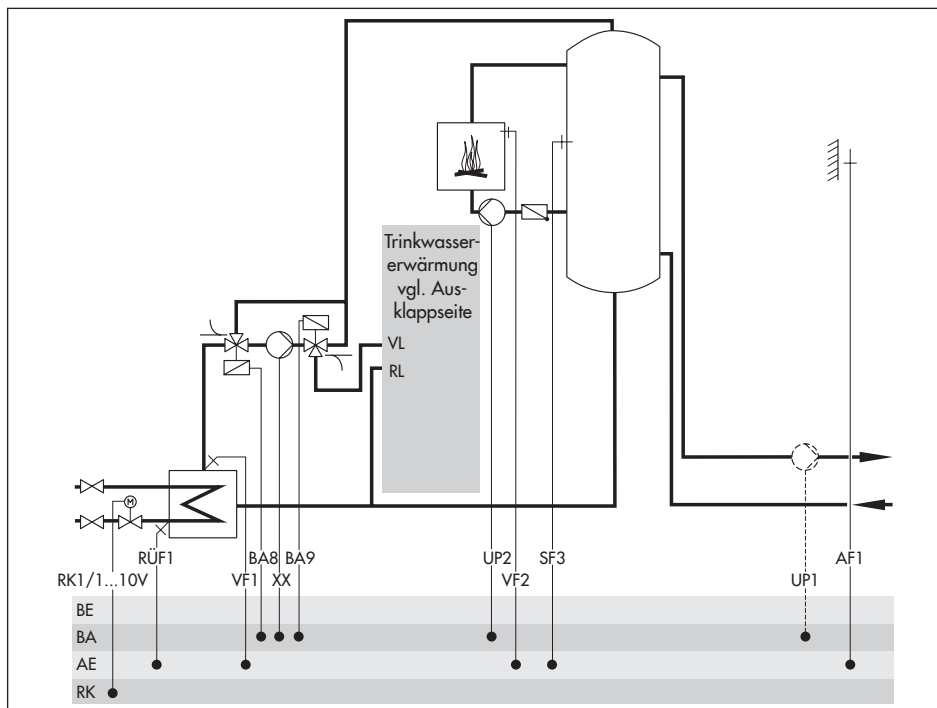 Trinkwasser-
erwärmung
vgl. Aus-
klappseite
VL
RL
M
RÜF1 BA8 BA9 UP2 SF3 AF1
RK1/1...10V VF1 XX VF2 UP1
BE
BA
AE
RK